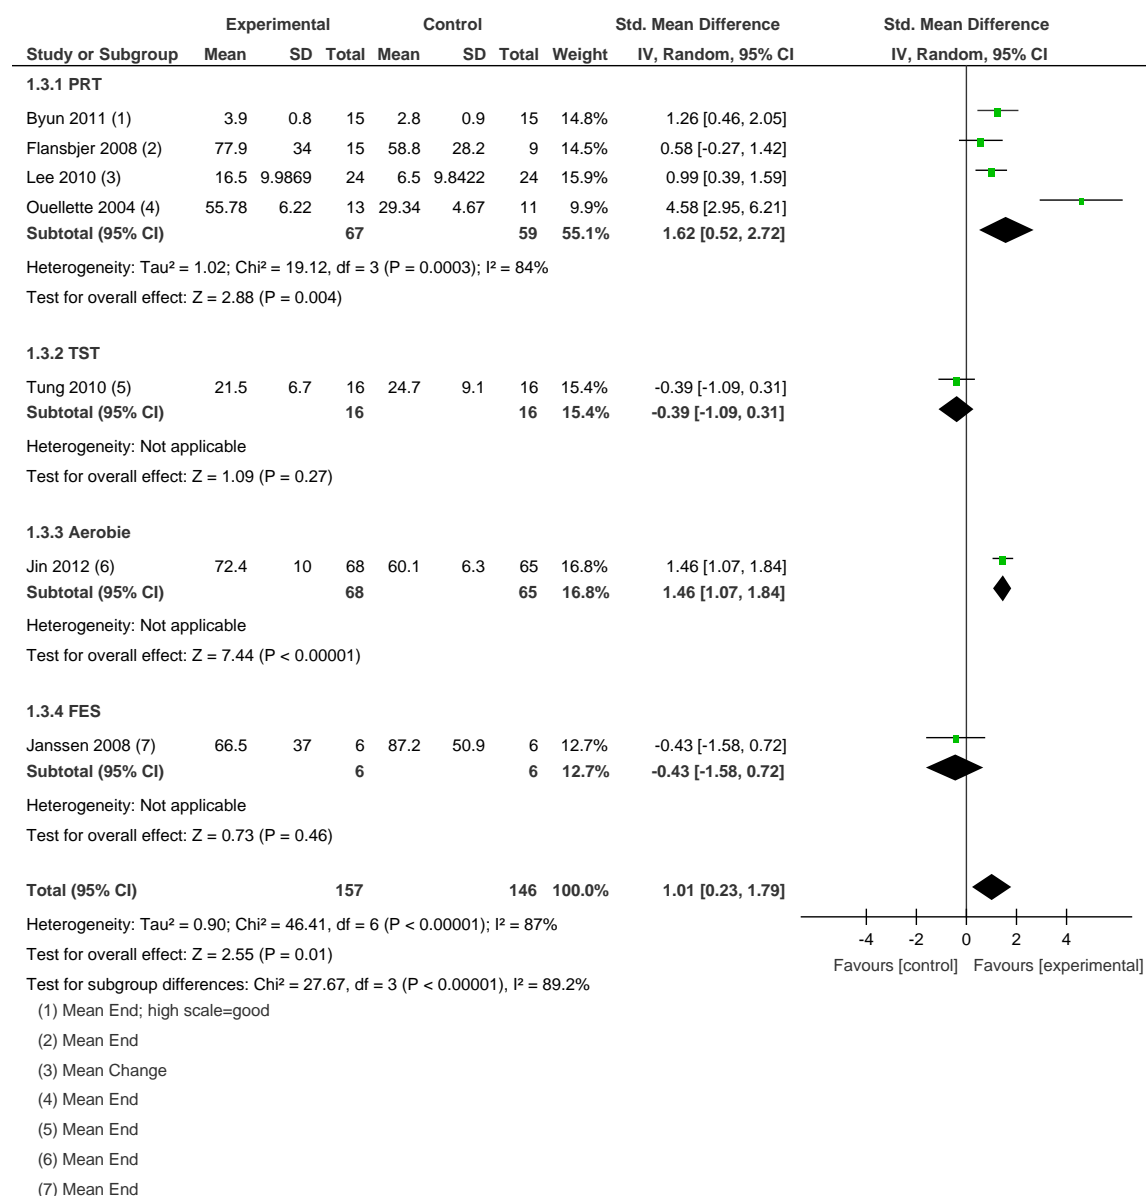 Experimental Control Std. Mean Difference Std. Mean Difference
Study or Subgroup Mean SD Total Mean SD Total Weight IV, Random, 95% CI IV, Random, 95% CI
1.3.1 PRT
Byun 2011 (1) 3.9 0.8 15 2.8 0.9 15 14.8% 1.26 [0.46, 2.05]
Flansbjer 2008 (2) 77.9 34 15 58.8 28.2 9 14.5% 0.58 [-0.27, 1.42]
Lee 2010 (3) 16.5 9.9869 24 6.5 9.8422 24 15.9% 0.99 [0.39, 1.59]
Ouellette 2004 (4) 55.78 6.22 13 29.34 4.67 11 9.9% 4.58 [2.95, 6.21]
Subtotal (95% CI) 67 59 55.1% 1.62 [0.52, 2.72]
Heterogeneity: Tau² = 1.02; Chi² = 19.12, df = 3 (P = 0.0003); I² = 84%
Test for overall effect: Z = 2.88 (P = 0.004)
1.3.2 TST
Tung 2010 (5) 21.5 6.7 16 24.7 9.1 16 15.4% -0.39 [-1.09, 0.31]
Subtotal (95% CI) 16 16 15.4% -0.39 [-1.09, 0.31]
Heterogeneity: Not applicable
Test for overall effect: Z = 1.09 (P = 0.27)
1.3.3 Aerobie
Jin 2012 (6) 72.4 10 68 60.1 6.3 65 16.8% 1.46 [1.07, 1.84]
Subtotal (95% CI) 68 65 16.8% 1.46 [1.07, 1.84]
Heterogeneity: Not applicable
Test for overall effect: Z = 7.44 (P < 0.00001)
1.3.4 FES
Janssen 2008 (7) 66.5 37 6 87.2 50.9 6 12.7% -0.43 [-1.58, 0.72]
Subtotal (95% CI) 6 6 12.7% -0.43 [-1.58, 0.72]
Heterogeneity: Not applicable
Test for overall effect: Z = 0.73 (P = 0.46)
Total (95% CI) 157 146 100.0% 1.01 [0.23, 1.79]
Heterogeneity: Tau² = 0.90; Chi² = 46.41, df = 6 (P < 0.00001); I² = 87%
Test for overall effect: Z = 2.55 (P = 0.01)
Test for subgroup differences: Chi² = 27.67, df = 3 (P < 0.00001), I² = 89.2%
-4 -2 0 2 4
Favours [control] Favours [experimental]
(1) Mean End; high scale=good
(2) Mean End
(3) Mean Change
(4) Mean End
(5) Mean End
(6) Mean End
(7) Mean End